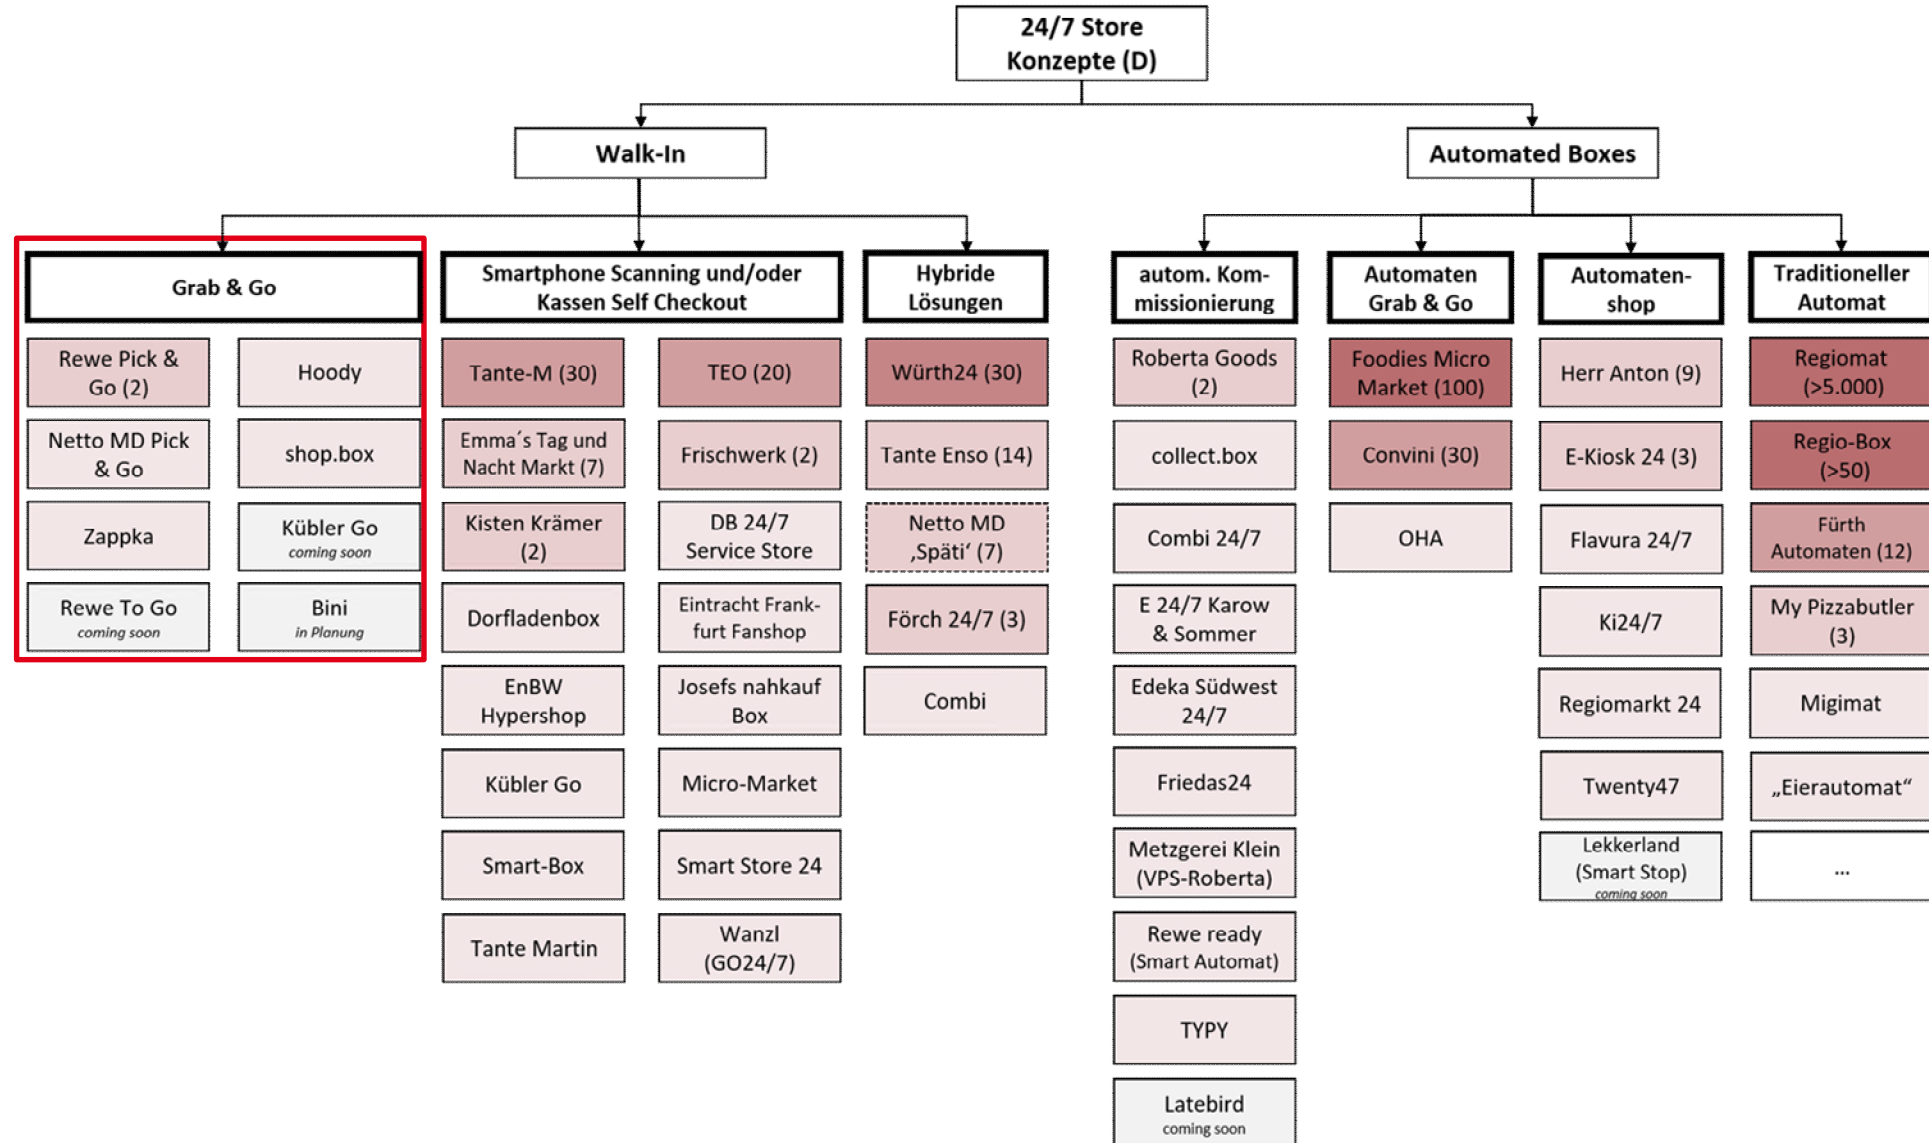 24/7 Store
Konzepte (D)
Walk-In
Automated Boxes
Grab & Go
Rewe Pick &
Go (2)
Hoody
Netto MD Pick
& Go
shop.box
Zappka
Kübler Go
coming soon
Rewe To Go
coming soon
Bini
in Planung
Smartphone Scanning und/oder
Kassen Self Checkout
Tante-M (30)
TEO (20)
Emma´s Tag und
Nacht Markt (7)
Frischwerk (2)
Kisten Krämer
(2)
DB 24/7
Service Store
Dorfladenbox
Eintracht Frank-
furt Fanshop
EnBW
Hypershop
Josefs nahkauf
Box
Kübler Go
Micro-Market
Smart-Box
Smart Store 24
Tante Martin
Wanzl
(GO24/7)
Hybride
Lösungen
Würth24 (30)
Tante Enso (14)
Netto MD
‚Späti‘ (7)
Förch 24/7 (3)
Combi
autom. Kom-
missionierung
Roberta Goods
(2)
collect.box
Combi 24/7
E 24/7 Karow
& Sommer
Edeka Südwest
24/7
Friedas24
Metzgerei Klein
(VPS-Roberta)
Rewe ready
(Smart Automat)
TYPY
Latebird
coming soon
Automaten
Grab & Go
Foodies Micro
Market (100)
Convini (30)
OHA
Automaten-
shop
Herr Anton (9)
E-Kiosk 24 (3)
Flavura 24/7
Ki24/7
Regiomarkt 24
Twenty47
Lekkerland
(Smart Stop)
coming soon
Traditioneller
Automat
Regiomat
(>5.000)
Regio-Box
(>50)
Fürth
Automaten (12)
My Pizzabutler
(3)
Migimat
„Eierautomat“
...